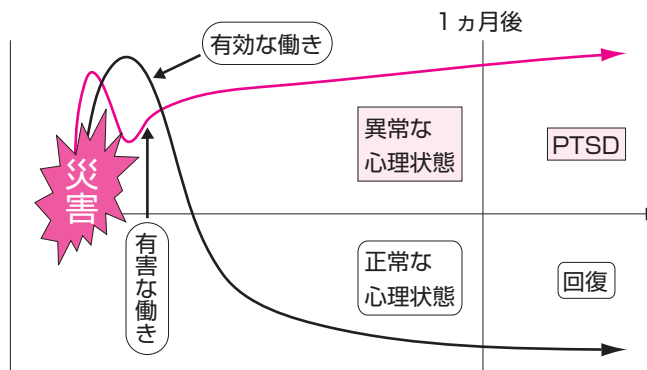 1ヵ月後
有効な働き
異常な
心理状態
PTSD
災害
有害な働き
正常な
心理状態
回復